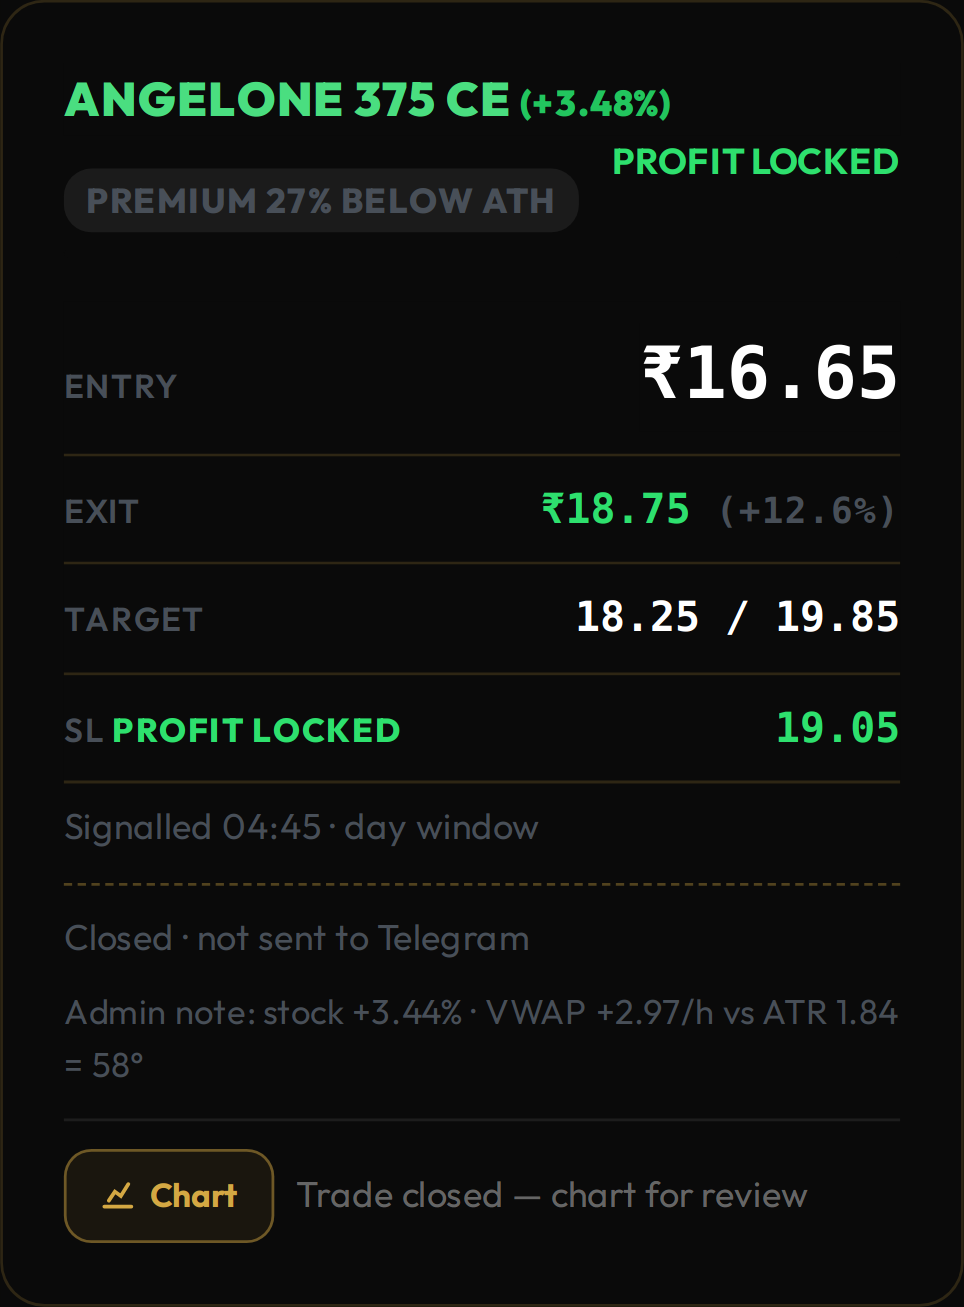 ANGELONE 375 CE (+3.48%)
PROFIT LOCKED
PREMIUM 27% BELOW ATH
ENTRY ₹16.65
EXIT ₹18.75 (+12.6%)
TARGET 18.25 / 19.85
SL PROFIT LOCKED 19.05
Signalled 04:45 · day window
Closed · not sent to Telegram
Admin note: stock +3.44% · VWAP +2.97/h vs ATR 1.84
= 58°
Chart Trade closed — chart for review